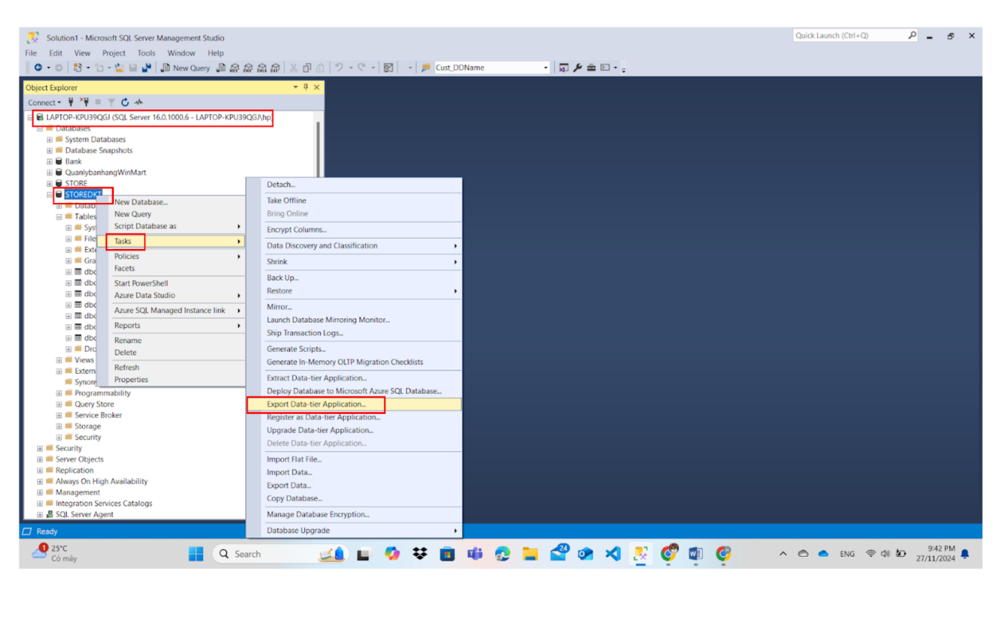 Solution1 - Microsoft SQL Server Management Studio
Quick Launch (Ctrl+Q)
File Edit View Project Tools Window Help
New Query
Cust_DDName
Object Explorer
Connect
LAPTOP-KPU39QGJ (SQL Server 16.0.1000.6 - LAPTOP-KPU39QGJ\hp)
Databases
System Databases
Database Snapshots
Bank
QuanlybanhangWinMart
STORE
STOREDKT
Datab
Tables
Sys
File
Exte
Gra
dbo
dbo
dbo
dbo
dbo
dbo
dbo
Dro
Views
Extern
Synony
Programmability
Query Store
Service Broker
Storage
Security
Security
Server Objects
Replication
Always On High Availability
Management
Integration Services Catalogs
SQL Server Agent
New Database...
New Query
Script Database as
Tasks
Policies
Facets
Start PowerShell
Azure Data Studio
Azure SQL Managed Instance link
Reports
Rename
Delete
Refresh
Properties
Detach...
Take Offline
Bring Online
Encrypt Columns...
Data Discovery and Classification
Shrink
Back Up...
Restore
Mirror...
Launch Database Mirroring Monitor...
Ship Transaction Logs...
Generate Scripts...
Generate In-Memory OLTP Migration Checklists
Extract Data-tier Application...
Deploy Database to Microsoft Azure SQL Database...
Export Data-tier Application...
Register as Data-tier Application...
Upgrade Data-tier Application...
Delete Data-tier Application...
Import Flat File...
Import Data...
Export Data...
Copy Database...
Manage Database Encryption...
Database Upgrade
Ready
1
25°C
Có mây
Search
24
ENG
9:42 PM
27/11/2024